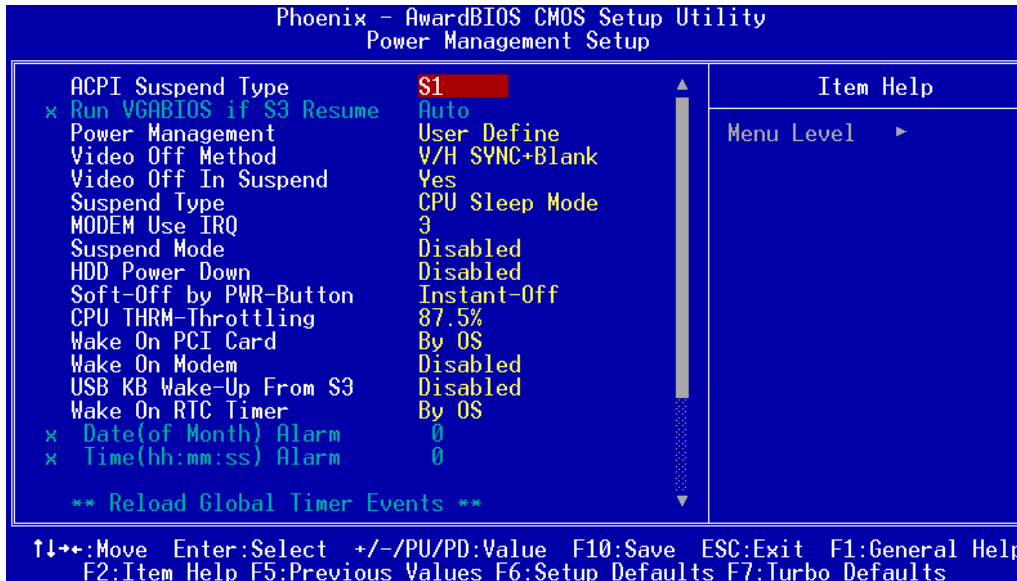 Phoenix - AwardBIOS CMOS Setup Utility
Power Management Setup
ACPI Suspend Type S1
x Run VGABIOS if S3 Resume Auto
Power Management User Define
Video Off Method V/H SYNC+Blank
Video Off In Suspend Yes
Suspend Type CPU Sleep Mode
MODEM Use IRQ 3
Suspend Mode Disabled
HDD Power Down Disabled
Soft-Off by PWR-Button Instant-Off
CPU THRM-Throttling 87.5%
Wake On PCI Card By OS
Wake On Modem Disabled
USB KB Wake-Up From S3 Disabled
Wake On RTC Timer By OS
x Date(of Month) Alarm 0
x Time(hh:mm:ss) Alarm 0
** Reload Global Timer Events **
Item Help
Menu Level ►
↑↓→←:Move Enter:Select +/-/PU/PD:Value F10:Save ESC:Exit F1:General Help
F2:Item Help F5:Previous Values F6:Setup Defaults F7:Turbo Defaults